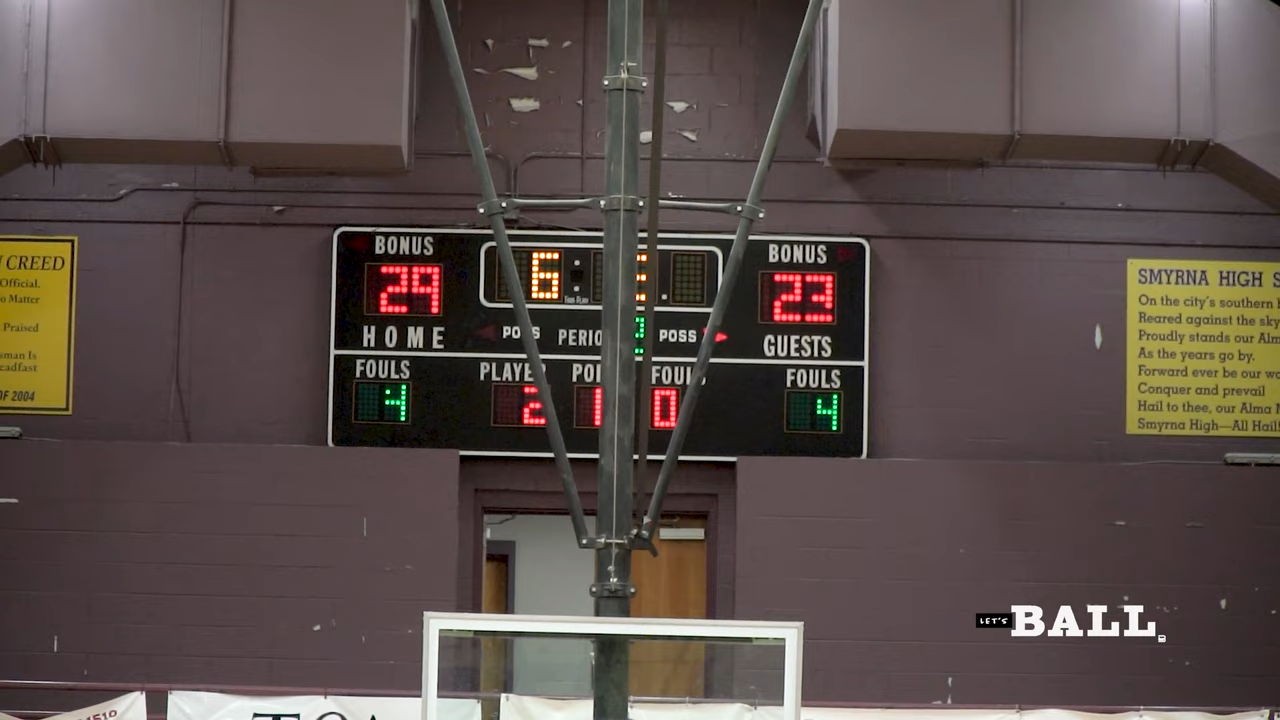 CREED
Official.
Matter
Praised
sman Is
eadfast
OF 2004
BONUS
29
HOME
6:
POSS
PERIOD
2
POSS
BONUS
23
GUESTS
FOULS
4
PLAYER
2
1
FOULS
0
FOULS
4
SMYRNA HIGH S
On the city's southern
Reared against the sky
Proudly stands our Alm
As the years go by.
Forward ever be our wa
Conquer and prevail
Hail to thee, our Alma M
Smyrna High—All Hail!
LET'S BALL.